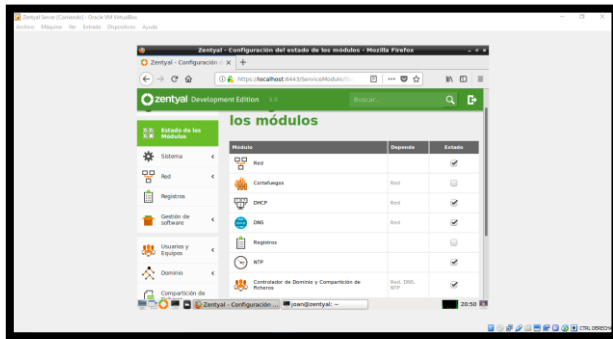 Zentyal Server [Corriendo] - Oracle VM VirtualBox
Archivo Máquina Ver Entrada Dispositivos Ayuda
Zentyal - Configuración del estado de los módulos - Mozilla Firefox
Zentyal - Configuración
https://localhost:8443/ServiceModule/
zentyal Development Edition
Buscar...
los módulos
Estado de los Módulos
Sistema
Red
Registros
Gestión de software
Usuarios y Equipos
Dominio
Compartición de
Módulo Depende Estado
Red
Cortafuegos Red
DHCP Red
DNS Red
Registros
NTP
Controlador de Dominio y Compartición de Ficheros Red, DNS, NTP
Zentyal - Configuración ... joan@zentyal: ~ 20:50
CTRL DERECHA